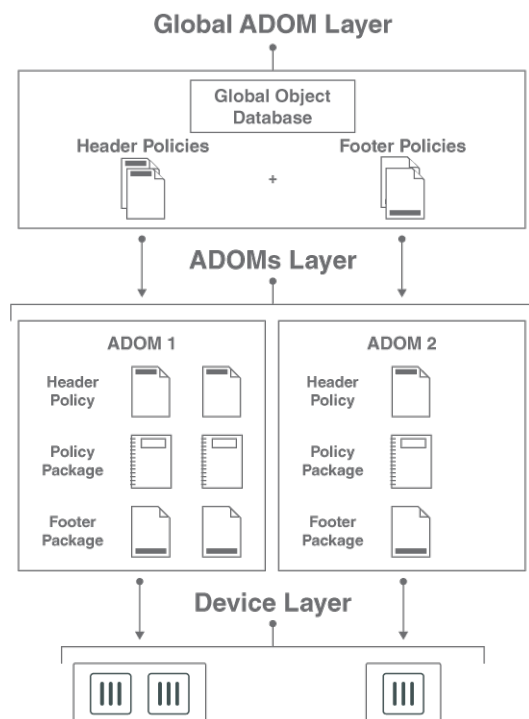 Global ADOM Layer
Global Object
Database
Header Policies
+
Footer Policies
ADOMs Layer
ADOM 1
Header
Policy
Policy
Package
Footer
Package
ADOM 2
Header
Policy
Policy
Package
Footer
Package
Device Layer